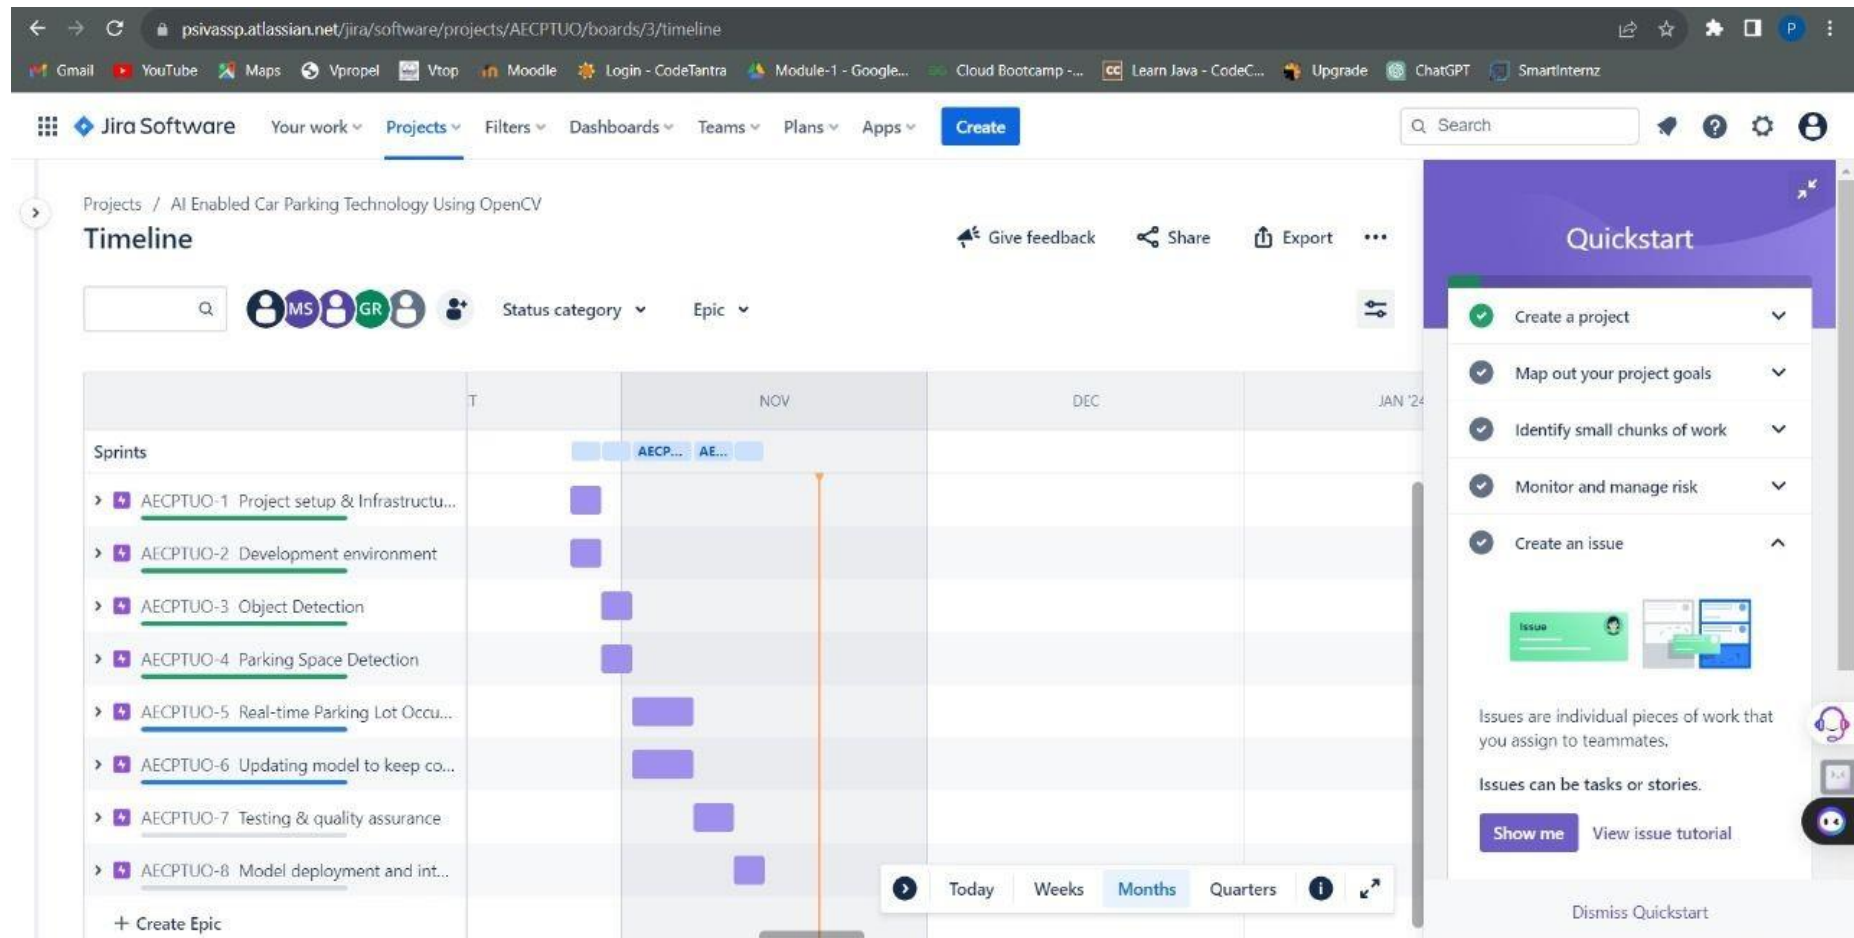 psivassp.atlassian.net/jira/software/projects/AECPTUO/boards/3/timeline
P
Gmail YouTube Maps Vpropel Vtop Moodle Login - CodeTantra Module-1 - Google... Cloud Bootcamp -... CC Learn Java - CodeC... Upgrade ChatGPT SmartInternz
Jira Software Your work Projects Filters Dashboards Teams Plans Apps Create Search
Projects / AI Enabled Car Parking Technology Using OpenCV
Timeline
Give feedback Share Export
MS GR Status category Epic
T NOV DEC JAN '24
Sprints AECP... AE...
AECPTUO-1 Project setup & Infrastructu...
AECPTUO-2 Development environment
AECPTUO-3 Object Detection
AECPTUO-4 Parking Space Detection
AECPTUO-5 Real-time Parking Lot Occu...
AECPTUO-6 Updating model to keep co...
AECPTUO-7 Testing & quality assurance
AECPTUO-8 Model deployment and int...
+ Create Epic
Today Weeks Months Quarters
Quickstart
Create a project
Map out your project goals
Identify small chunks of work
Monitor and manage risk
Create an issue
Issue
Issues are individual pieces of work that
you assign to teammates.
Issues can be tasks or stories.
Show me View issue tutorial
Dismiss Quickstart